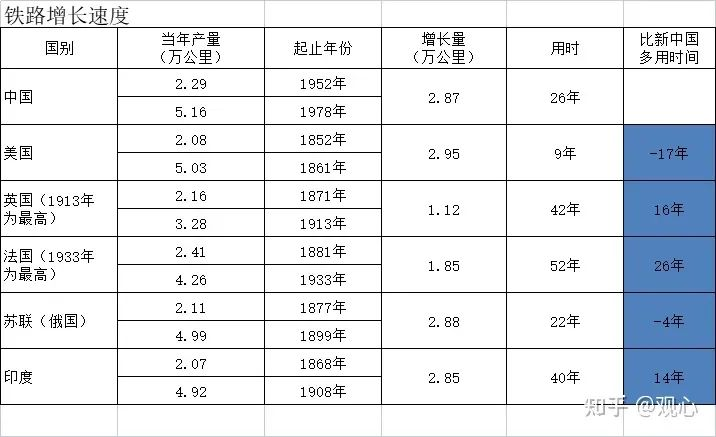 铁路增长速度
国别 当年产量（万公里） 起止年份 增长量（万公里） 用时 比新中国多用时间
中国 2.29 1952年 2.87 26年
5.16 1978年
美国 2.08 1852年 2.95 9年 -17年
5.03 1861年
英国（1913年为最高） 2.16 1871年 1.12 42年 16年
3.28 1913年
法国（1933年为最高） 2.41 1881年 1.85 52年 26年
4.26 1933年
苏联（俄国） 2.11 1877年 2.88 22年 -4年
4.99 1899年
印度 2.07 1868年 2.85 40年 14年
4.92 1908年
知乎 @观心